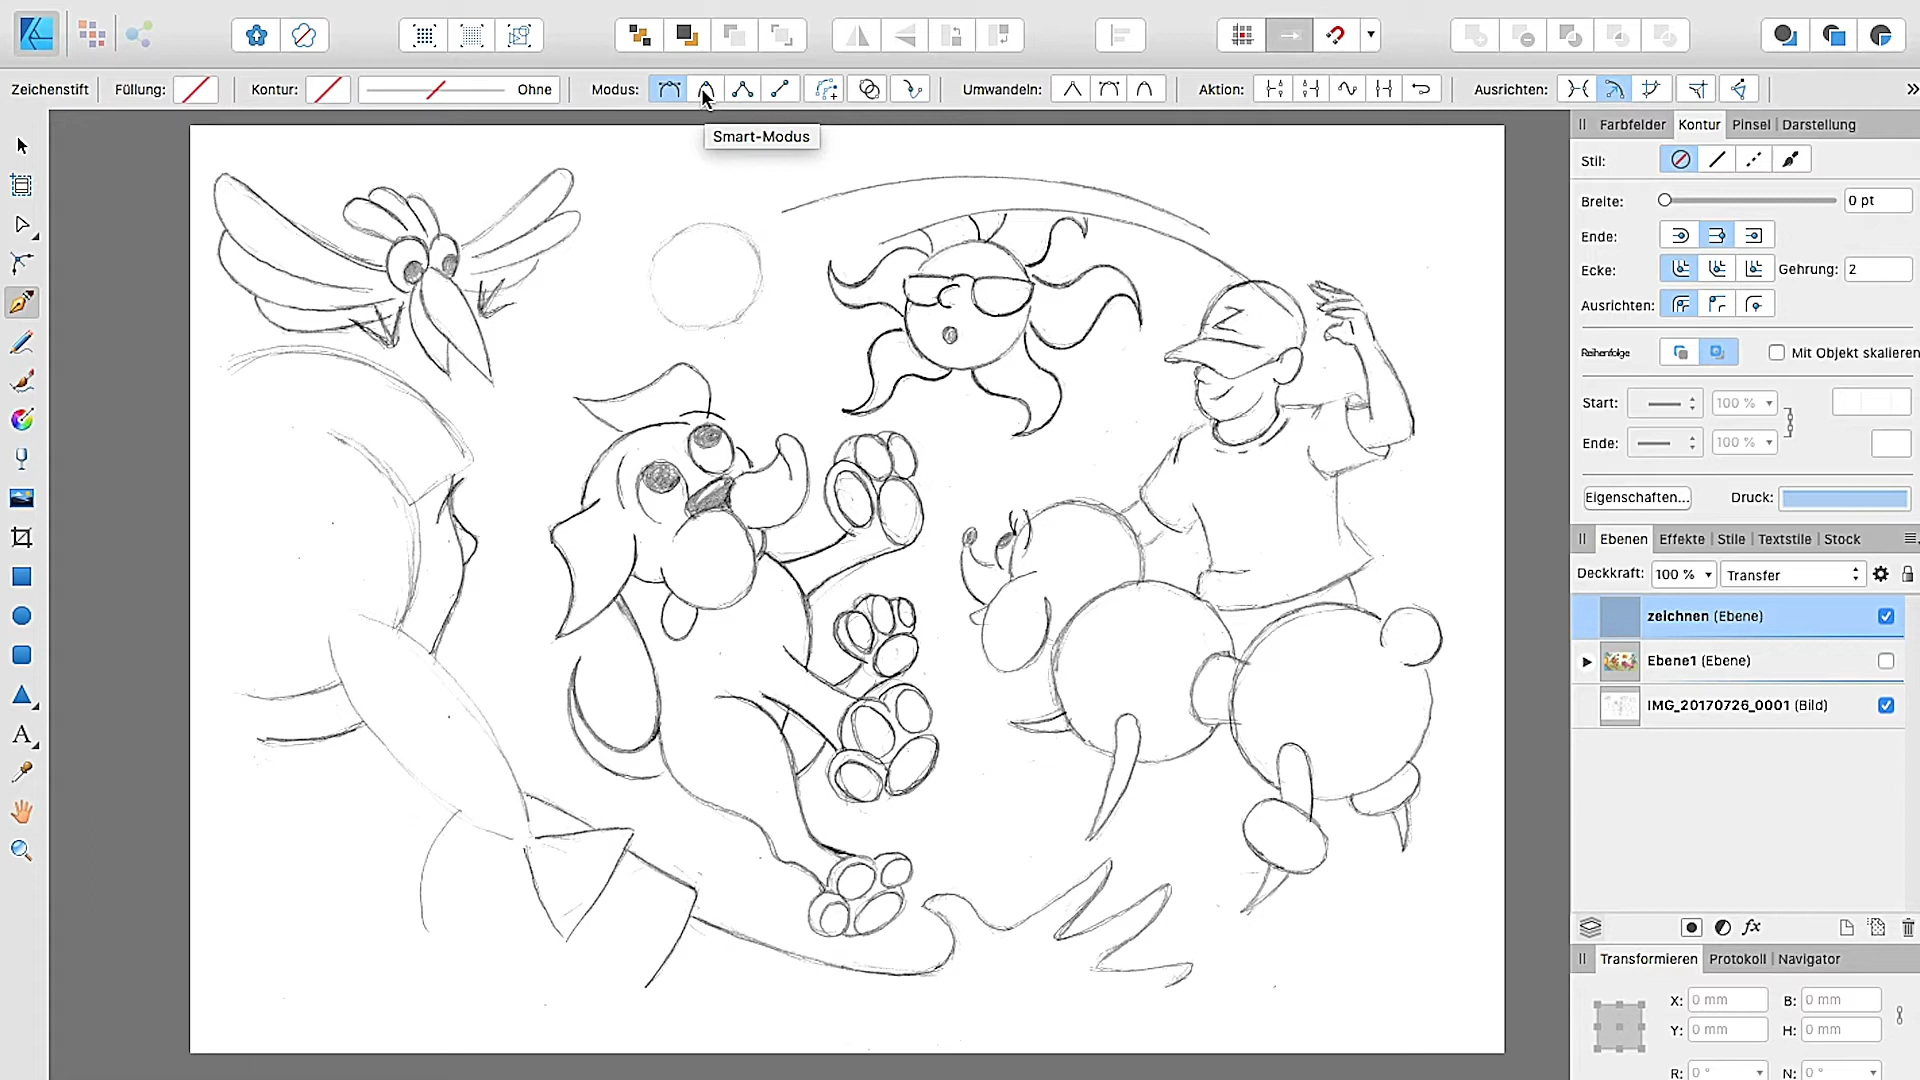 Zeichenstift Füllung: Kontur: Ohne Modus: Umwandeln: Aktion: Ausrichten:
Smart-Modus
Farbfelder Kontur Pinsel Darstellung
Stil:
Breite: 0 pt
Ende:
Ecke: Gehrung: 2
Ausrichten:
Reihenfolge Mit Objekt skalieren
Start: 100 %
Ende: 100 %
Eigenschaften... Druck:
Ebenen Effekte Stile Textstile Stock
Deckkraft: 100 % Transfer
zeichnen (Ebene)
Ebene1 (Ebene)
IMG_20170726_0001 (Bild)
fx
Transformieren Protokoll Navigator
X: 0 mm B: 0 mm
Y: 0 mm H: 0 mm
R: 0 ° N: 0 °
Z